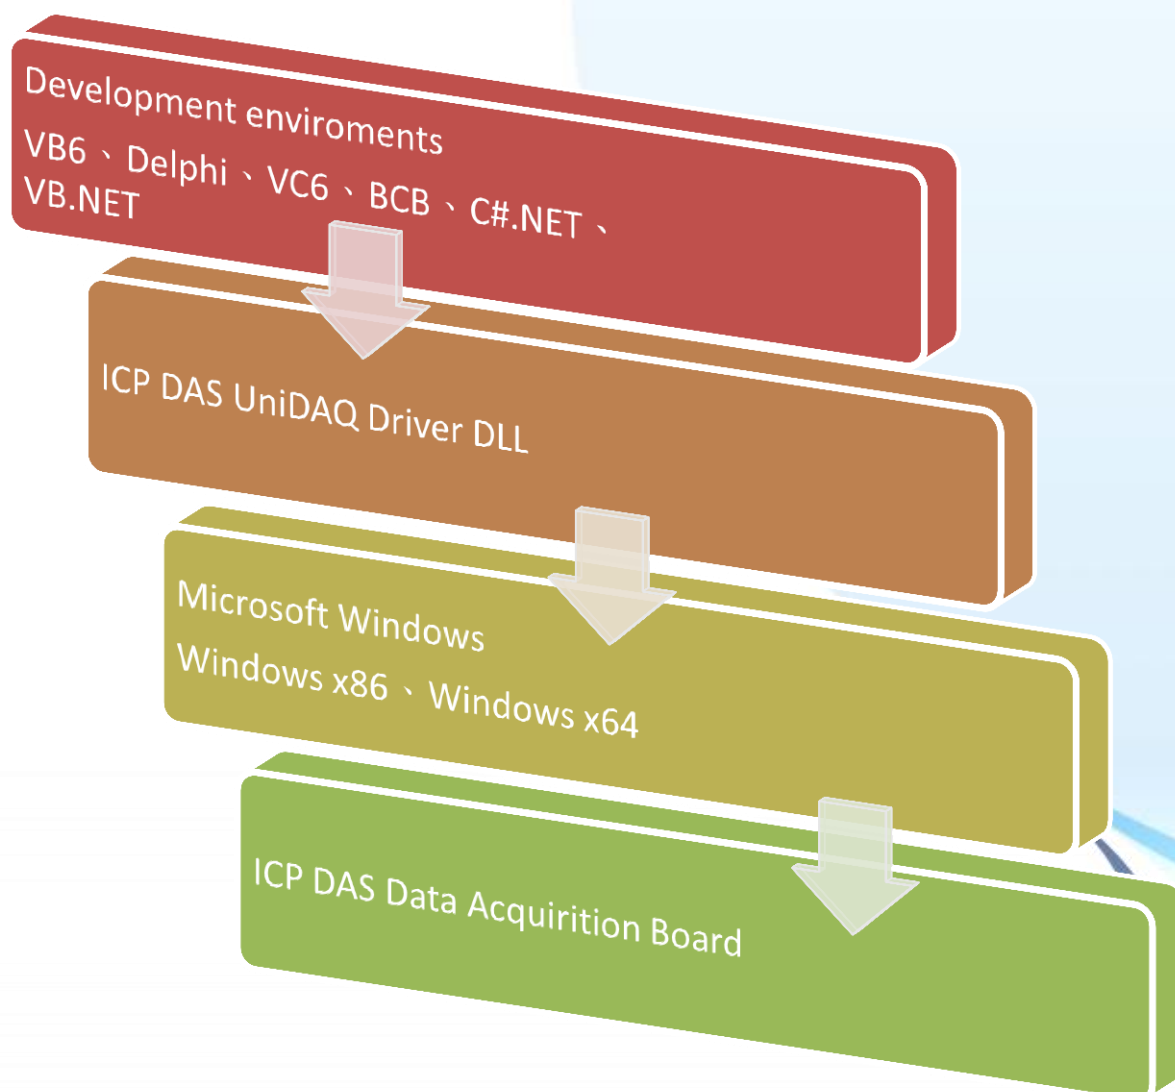 Development enviroments
VB6、Delphi、VC6、BCB、C#.NET、
VB.NET
ICP DAS UniDAQ Driver DLL
Microsoft Windows
Windows x86、Windows x64
ICP DAS Data Acquirition Board